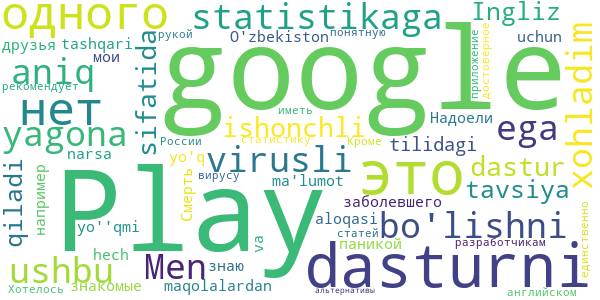 одного statistikaga Ingliz
друзья tashqari рукой O'zbekiston понятную uchun
мои
рекомендует aniq sifatida google приложение достоверное xohladim
нет Надоели
yagona ishonchli ega
России иметь статистику Кроме
narsa yo'q virusli это tilidagi dastur
qiladi например Смерть вирусу ma'lumot tavsiya
yo''qmi Play заболевшего
aloqasi bo'lishni
hech va статей паникой разработчикам единственно
ushbu Men знаю dasturni
Хотелось знакомые maqolalardan альтернативы английском